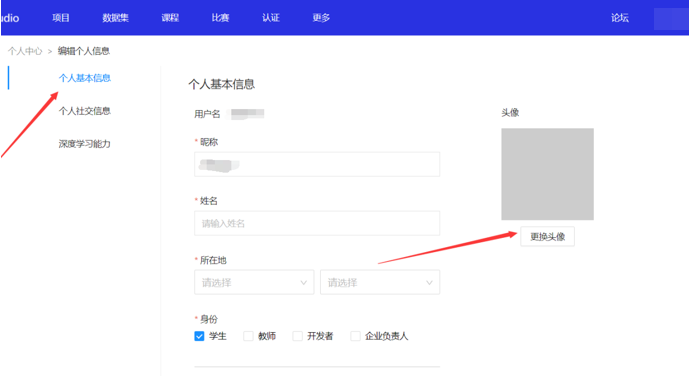 udio 项目 数据集 课程 比赛 认证 更多 论坛
个人中心 > 编辑个人信息
个人基本信息
个人社交信息
深度学习能力
个人基本信息
用户名
* 昵称
* 姓名
请输入姓名
* 所在地
请选择 请选择
* 身份
学生 教师 开发者 企业负责人
头像
更换头像